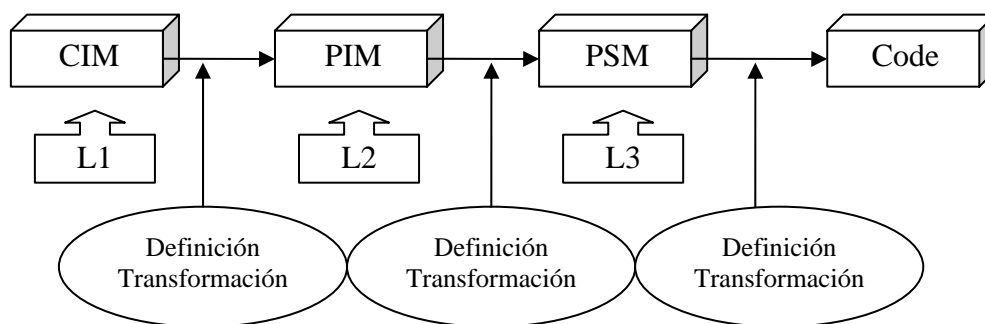 CIM
PIM
PSM
Code
L1
L2
L3
Definición
Transformación
Definición
Transformación
Definición
Transformación